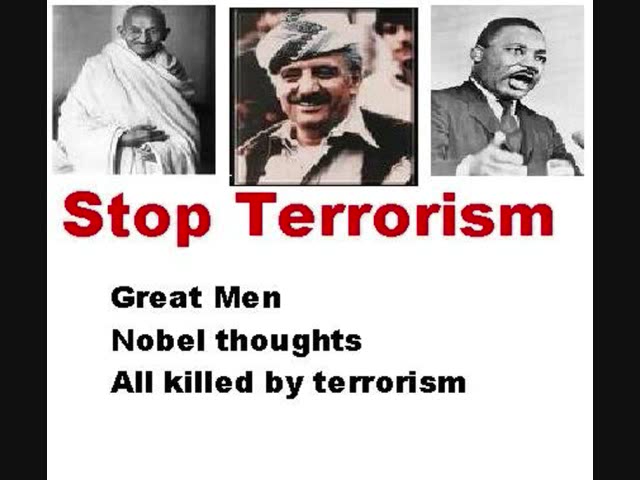 Stop Terrorism
Great Men
Nobel thoughts
All killed by terrorism